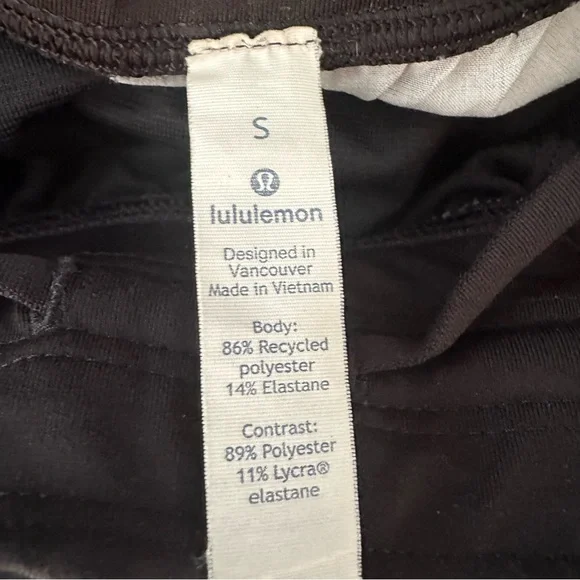 S
lululemon
Designed in
Vancouver
Made in Vietnam
Body:
86% Recycled
polyester
14% Elastane
Contrast:
89% Polyester
11% Lycra®
elastane